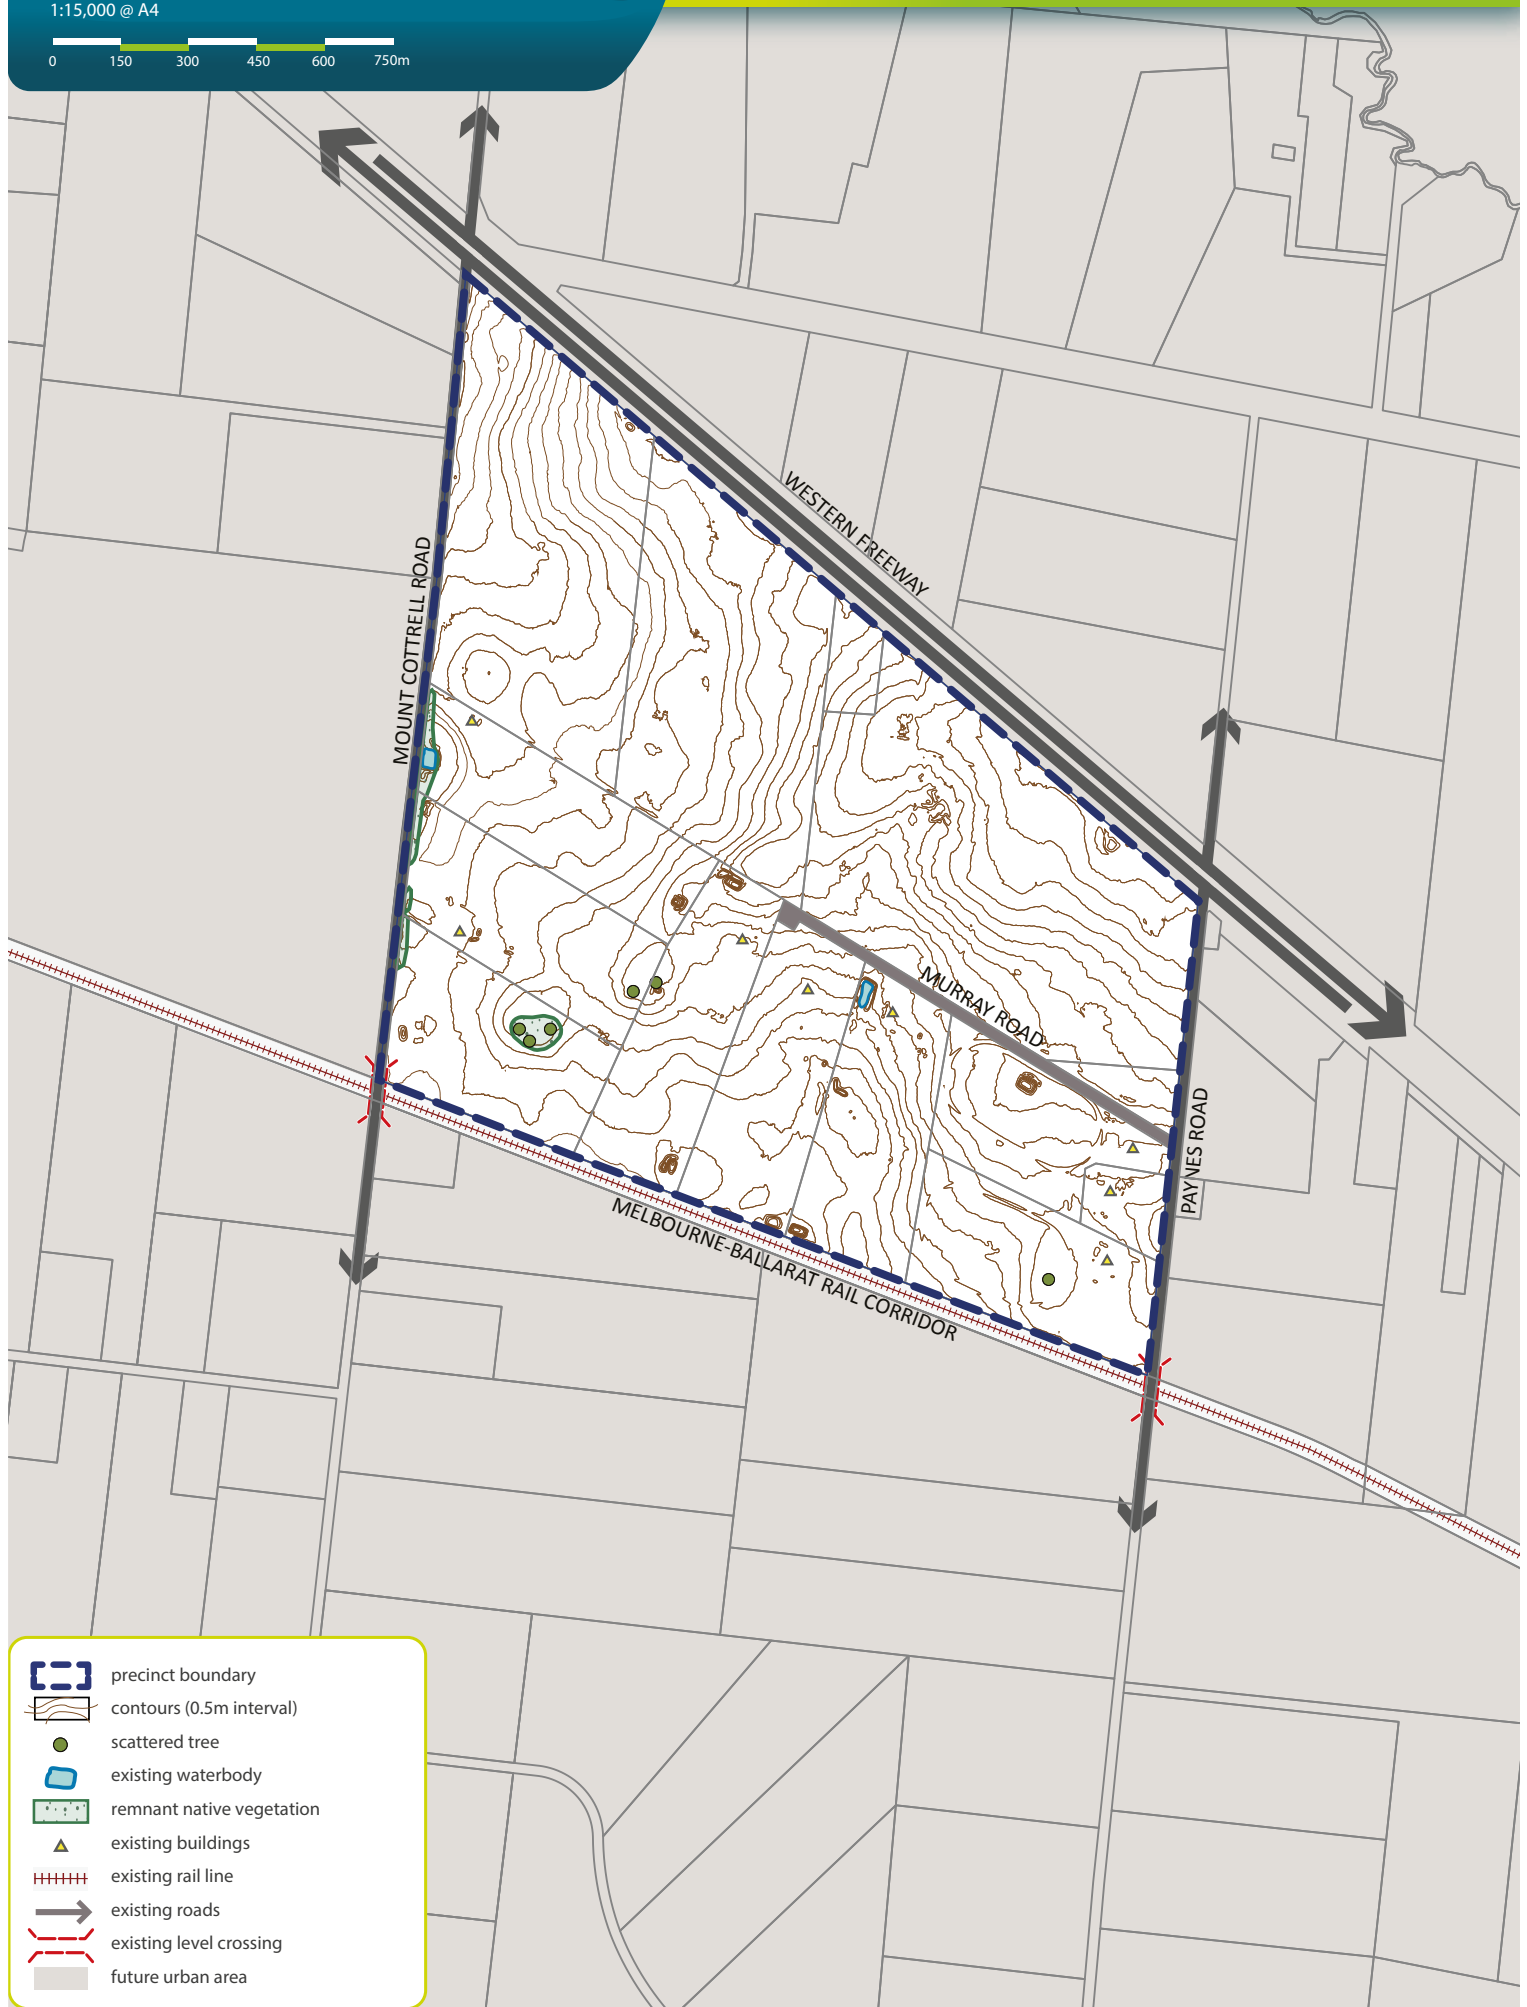 1:15,000 @ A4
0 150 300 450 600 750m
WESTERN FREEWAY
MOUNT COTTRELL ROAD
MURRAY ROAD
PAYNES ROAD
MELBOURNE-BALLARAT RAIL CORRIDOR
precinct boundary
contours (0.5m interval)
scattered tree
existing waterbody
remnant native vegetation
existing buildings
existing rail line
existing roads
existing level crossing
future urban area